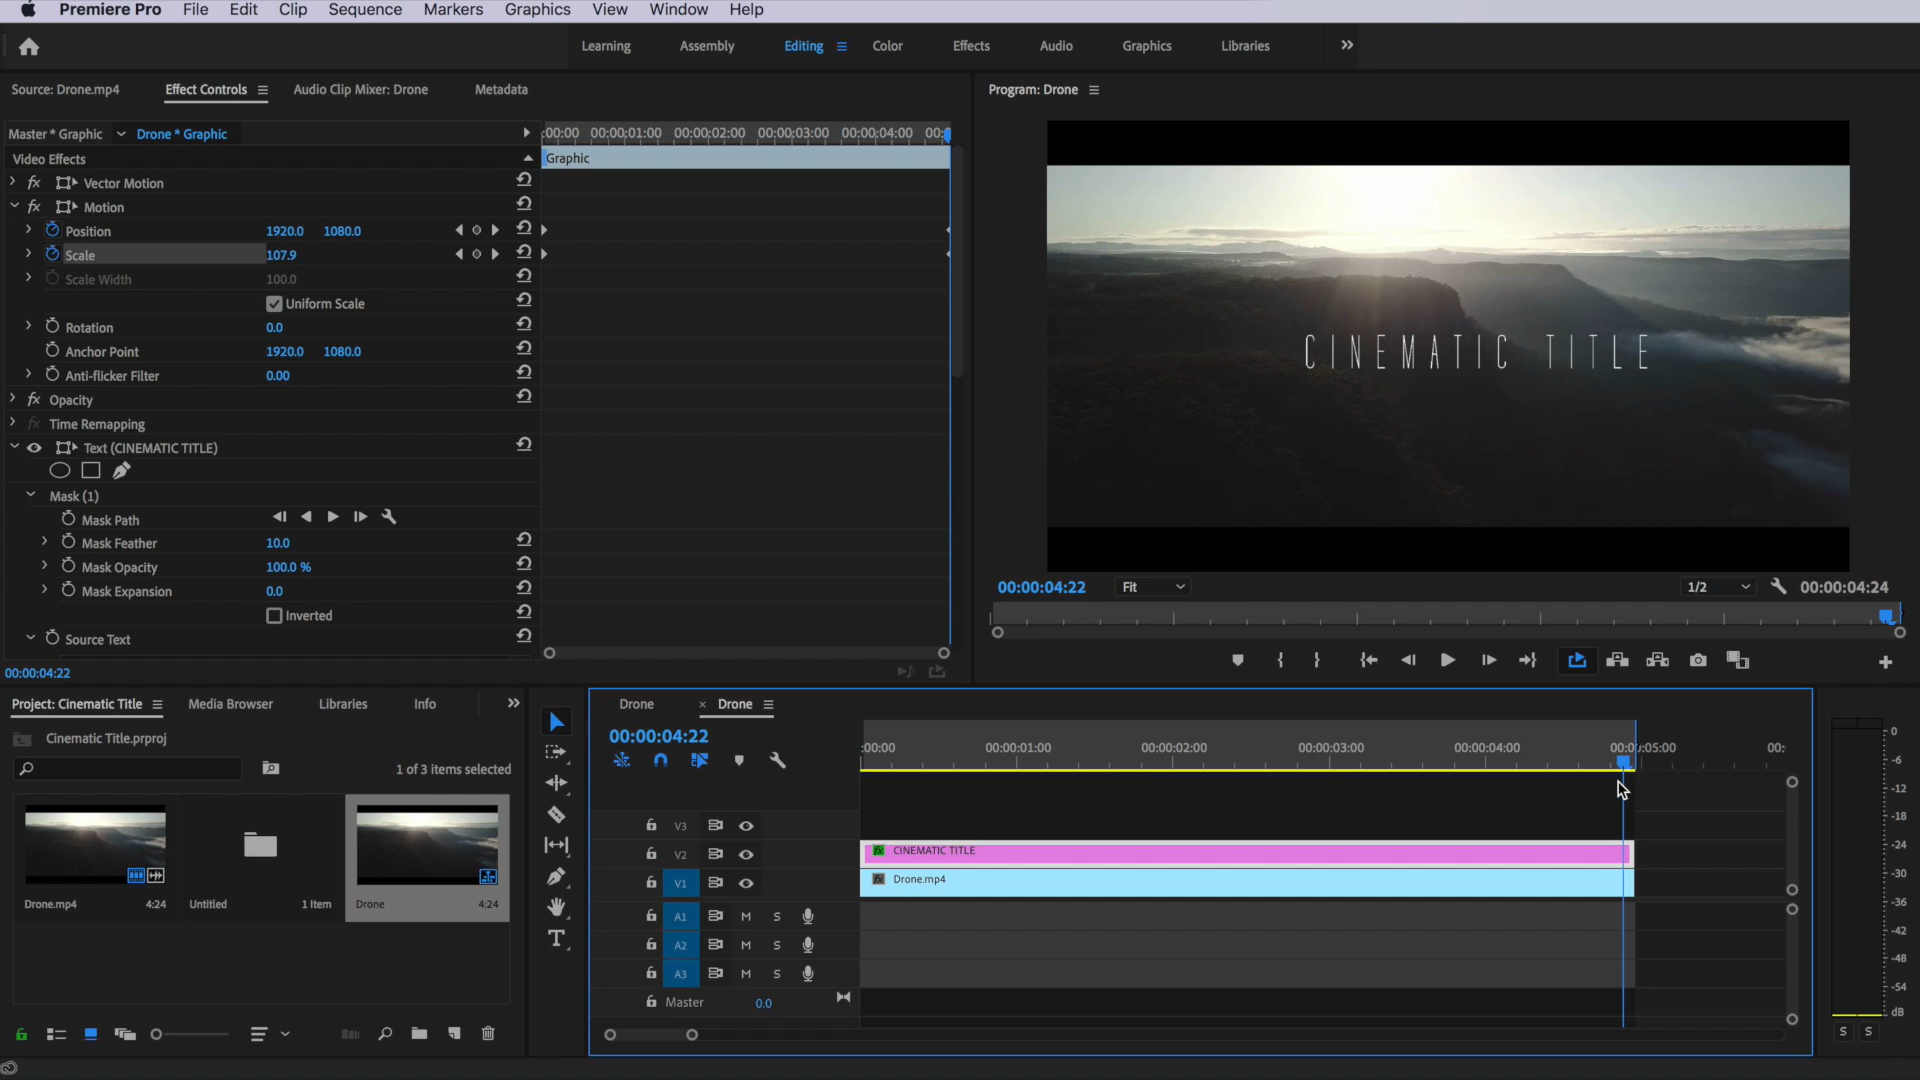 Premiere Pro File Edit Clip Sequence Markers Graphics View Window Help
Learning Assembly Editing Color Effects Audio Graphics Libraries
Source: Drone.mp4 Effect Controls Audio Clip Mixer: Drone Metadata
Master * Graphic Drone * Graphic
:00:00 00:00:01:00 00:00:02:00 00:00:03:00 00:00:04:00 00:
Video Effects
Graphic
fx Vector Motion
fx Motion
Position 1920.0 1080.0
Scale 107.9
Scale Width 100.0
Uniform Scale
Rotation 0.0
Anchor Point 1920.0 1080.0
Anti-flicker Filter 0.00
fx Opacity
fx Time Remapping
Text (CINEMATIC TITLE)
Mask (1)
Mask Path
Mask Feather 10.0
Mask Opacity 100.0 %
Mask Expansion 0.0
Inverted
Source Text
00:00:04:22
Program: Drone
CINEMATIC TITLE
00:00:04:22 Fit 1/2 00:00:04:24
Project: Cinematic Title Media Browser Libraries Info
Cinematic Title.prproj
1 of 3 items selected
Drone.mp4 4:24 Untitled 1 Item Drone 4:24
Drone × Drone
00:00:04:22
:00:00 00:00:01:00 00:00:02:00 00:00:03:00 00:00:04:00 00:00:05:00 00:
V3
V2 fx CINEMATIC TITLE
V1 fx Drone.mp4
A1 M S
A2 M S
A3 M S
Master 0.0
0
-6
-12
-18
-24
-30
-36
-42
-48
-54
dB
S S